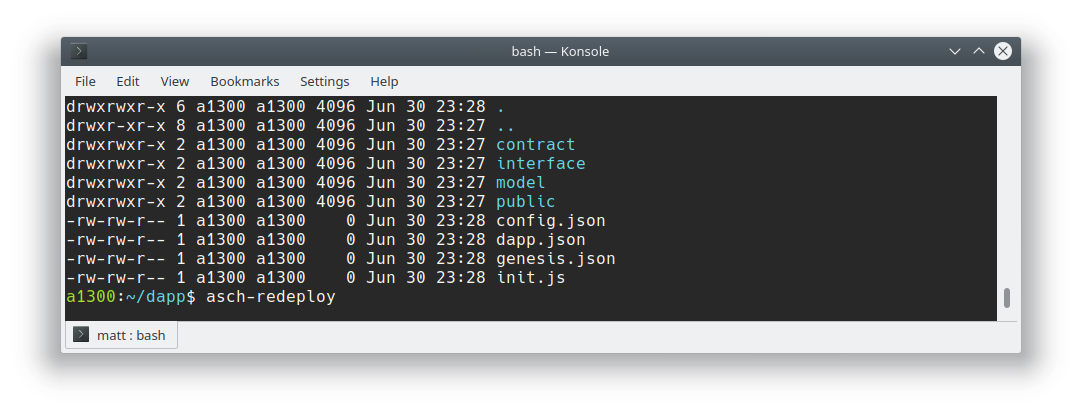 bash — Konsole
File Edit View Bookmarks Settings Help
drwxrwxr-x 6 a1300 a1300 4096 Jun 30 23:28 .
drwxr-xr-x 8 a1300 a1300 4096 Jun 30 23:27 ..
drwxrwxr-x 2 a1300 a1300 4096 Jun 30 23:27 contract
drwxrwxr-x 2 a1300 a1300 4096 Jun 30 23:27 interface
drwxrwxr-x 2 a1300 a1300 4096 Jun 30 23:27 model
drwxrwxr-x 2 a1300 a1300 4096 Jun 30 23:27 public
-rw-rw-r-- 1 a1300 a1300    0 Jun 30 23:28 config.json
-rw-rw-r-- 1 a1300 a1300    0 Jun 30 23:28 dapp.json
-rw-rw-r-- 1 a1300 a1300    0 Jun 30 23:28 genesis.json
-rw-rw-r-- 1 a1300 a1300    0 Jun 30 23:28 init.js
a1300:~/dapp$ asch-redeploy
matt : bash